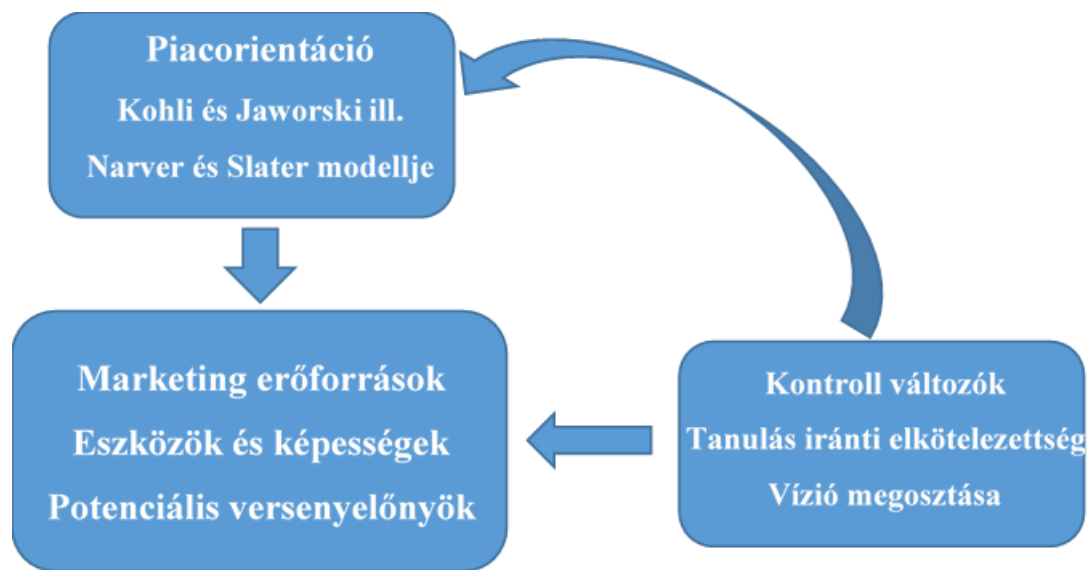 Piacorientáció
Kohli és Jaworski ill.
Narver és Slater modellje
Marketing erőforrások
Eszközök és képességek
Potenciális versenyelőnyök
Kontroll változók
Tanulás iránti elkötelezettség
Vízió megosztása